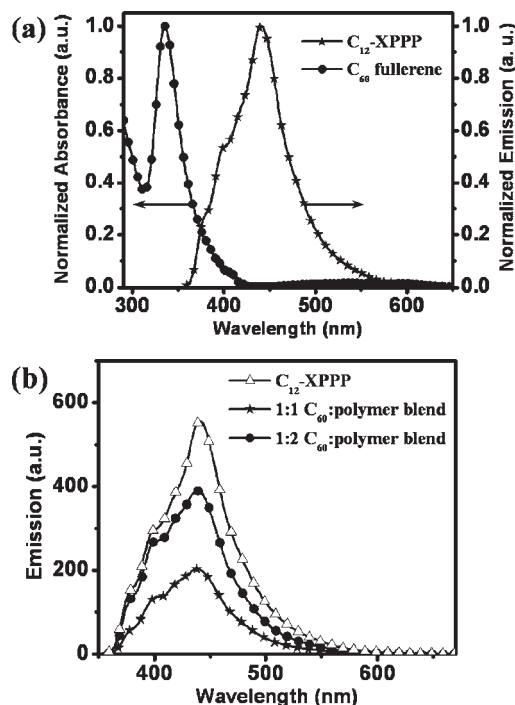 (a)
C12-XPPP
C60 fullerene
Normalized Absorbance (a.u.)
Normalized Emission (a. u.)
1.0
0.8
0.6
0.4
0.2
0.0
1.0
0.8
0.6
0.4
0.2
0.0
300 400 500 600
Wavelength (nm)
(b)
C12-XPPP
1:1 C60:polymer blend
1:2 C60:polymer blend
Emission (a.u.)
600
400
200
0
400 500 600
Wavelength (nm)